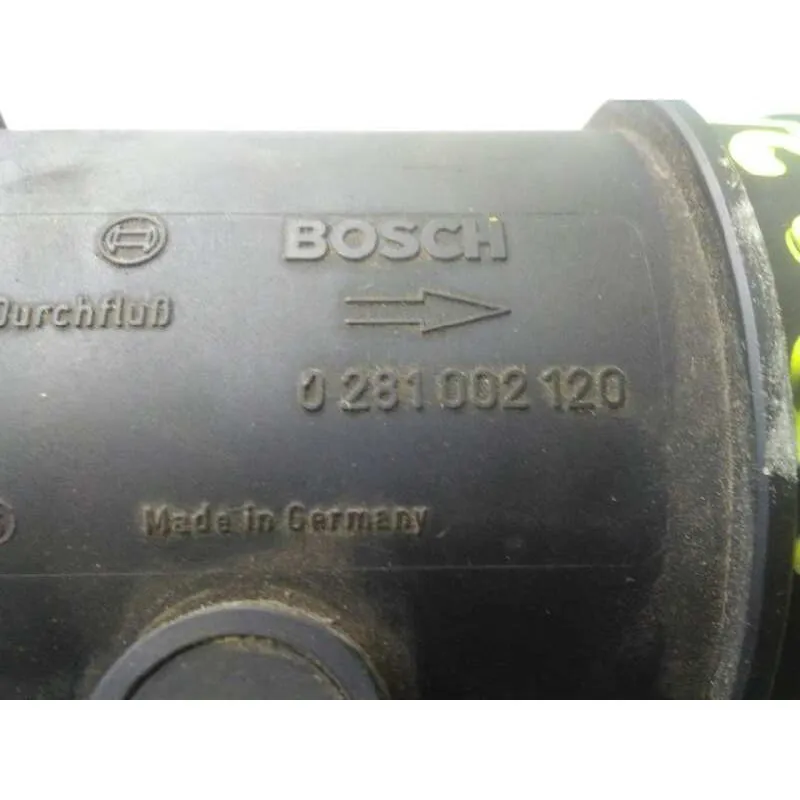 BOSCH
Durchfluß
0 281 002 120
Made in Germany